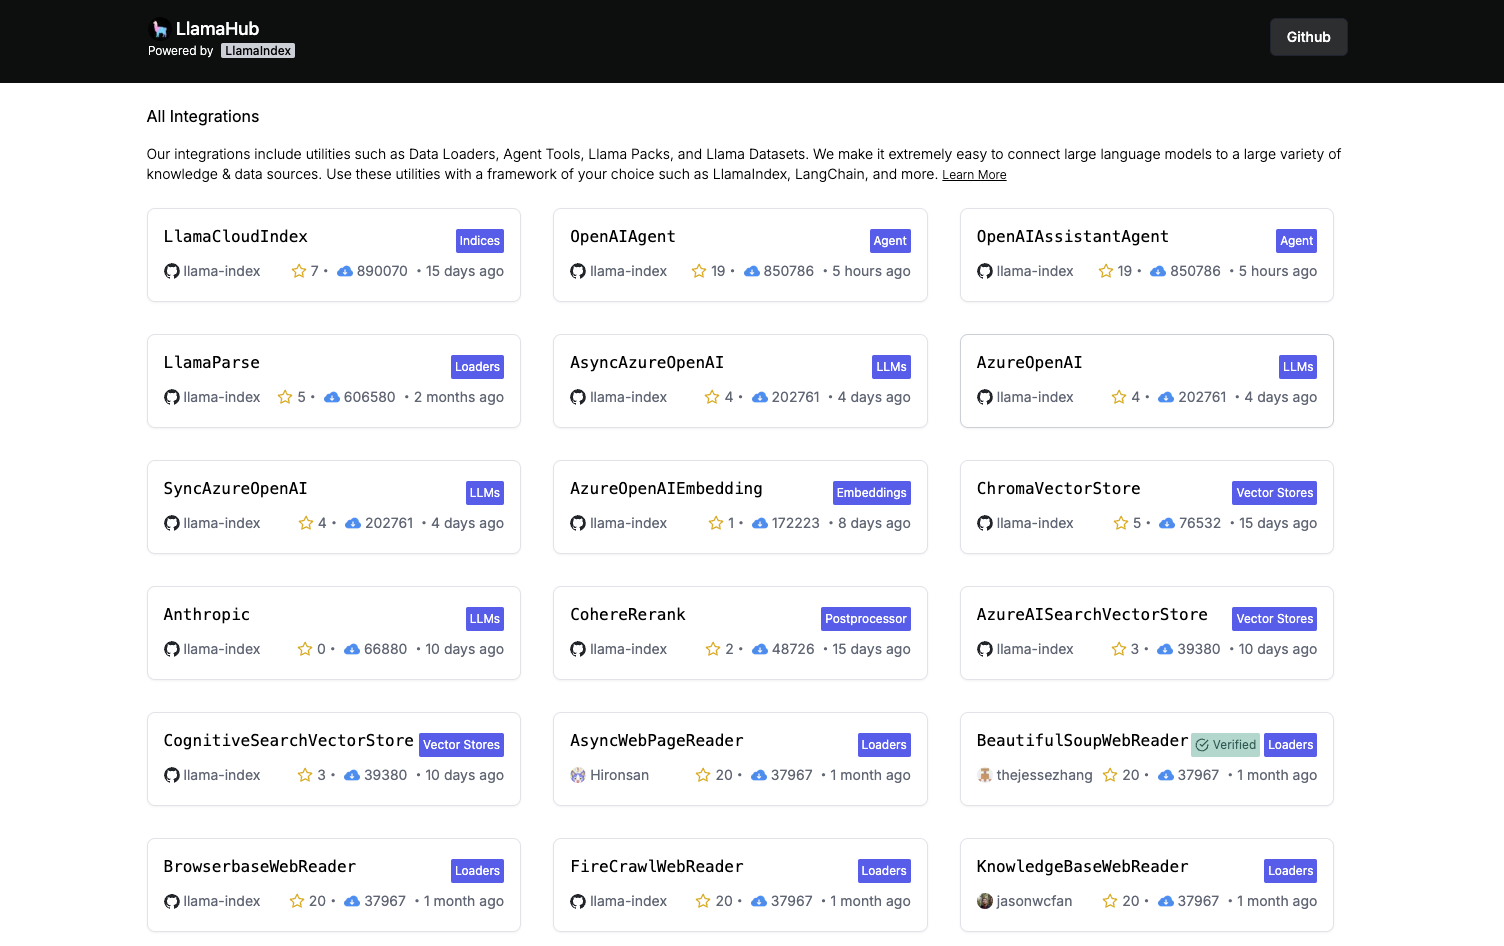 LlamaHub
Powered by LlamaIndex
Github
All Integrations
Our integrations include utilities such as Data Loaders, Agent Tools, Llama Packs, and Llama Datasets. We make it extremely easy to connect large language models to a large variety of
knowledge & data sources. Use these utilities with a framework of your choice such as LlamaIndex, LangChain, and more. Learn More
LlamaCloudIndex Indices
llama-index 7 • 890070 • 15 days ago
OpenAIAgent Agent
llama-index 19 • 850786 • 5 hours ago
OpenAIAssistantAgent Agent
llama-index 19 • 850786 • 5 hours ago
LlamaParse Loaders
llama-index 5 • 606580 • 2 months ago
AsyncAzureOpenAI LLMs
llama-index 4 • 202761 • 4 days ago
AzureOpenAI LLMs
llama-index 4 • 202761 • 4 days ago
SyncAzureOpenAI LLMs
llama-index 4 • 202761 • 4 days ago
AzureOpenAIEmbedding Embeddings
llama-index 1 • 172223 • 8 days ago
ChromaVectorStore Vector Stores
llama-index 5 • 76532 • 15 days ago
Anthropic LLMs
llama-index 0 • 66880 • 10 days ago
CohereRerank Postprocessor
llama-index 2 • 48726 • 15 days ago
AzureAISearchVectorStore Vector Stores
llama-index 3 • 39380 • 10 days ago
CognitiveSearchVectorStore Vector Stores
llama-index 3 • 39380 • 10 days ago
AsyncWebPageReader Loaders
Hironsan 20 • 37967 • 1 month ago
BeautifulSoupWebReader Verified Loaders
thejessezhang 20 • 37967 • 1 month ago
BrowserbaseWebReader Loaders
llama-index 20 • 37967 • 1 month ago
FireCrawlWebReader Loaders
llama-index 20 • 37967 • 1 month ago
KnowledgeBaseWebReader Loaders
jasonwcfan 20 • 37967 • 1 month ago